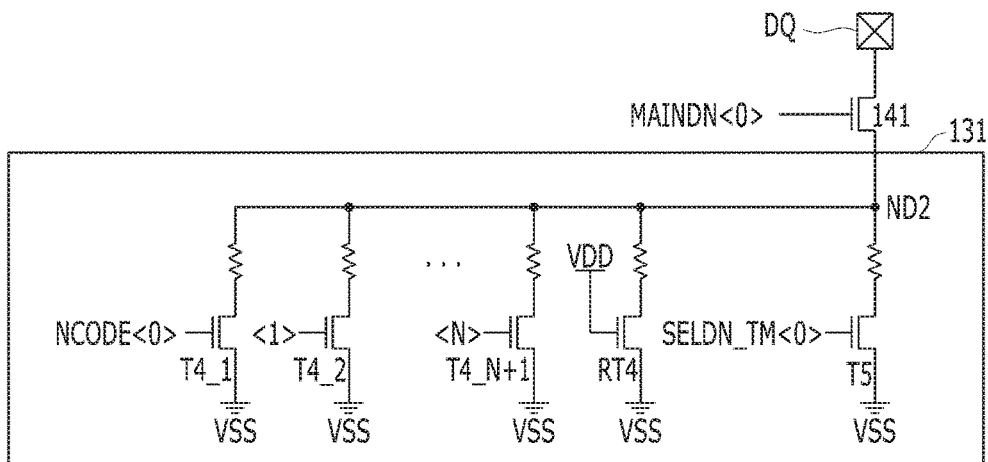 DQ
MAINDN<0>
141
131
ND2
...
VDD
NCODE<0>
<1>
<N>
SELDN_TM<0>
T4_1
T4_2
T4_N+1
RT4
T5
VSS
VSS
VSS
VSS
VSS